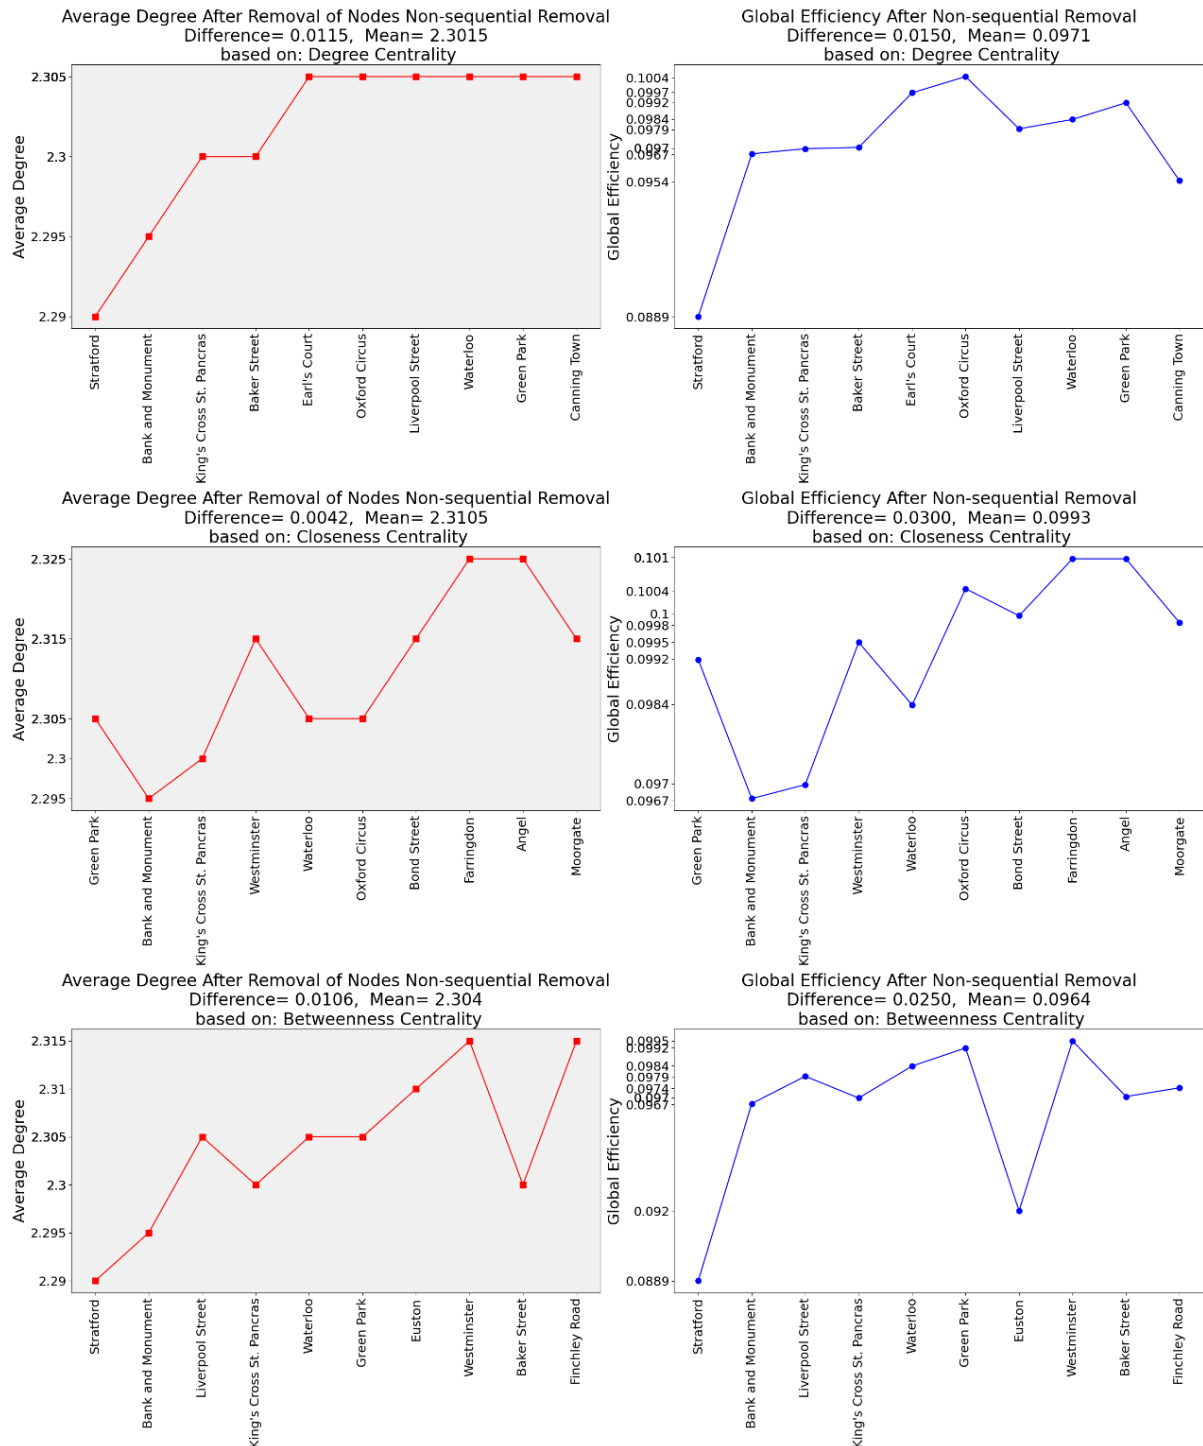 Average Degree After Removal of Nodes Non-sequential Removal
Difference= 0.0115,  Mean= 2.3015
based on: Degree Centrality
Average Degree
2.305
2.3
2.295
2.29
Stratford
Bank and Monument
King's Cross St. Pancras
Baker Street
Earl's Court
Oxford Circus
Liverpool Street
Waterloo
Green Park
Canning Town
Global Efficiency After Non-sequential Removal
Difference= 0.0150,  Mean= 0.0971
based on: Degree Centrality
Global Efficiency
0.1004
0.0997
0.0992
0.0984
0.0979
0.097
0.0967
0.0954
0.0889
Stratford
Bank and Monument
King's Cross St. Pancras
Baker Street
Earl's Court
Oxford Circus
Liverpool Street
Waterloo
Green Park
Canning Town
Average Degree After Removal of Nodes Non-sequential Removal
Difference= 0.0042,  Mean= 2.3105
based on: Closeness Centrality
Average Degree
2.325
2.315
2.305
2.3
2.295
Green Park
Bank and Monument
King's Cross St. Pancras
Westminster
Waterloo
Oxford Circus
Bond Street
Farringdon
Angel
Moorgate
Global Efficiency After Non-sequential Removal
Difference= 0.0300,  Mean= 0.0993
based on: Closeness Centrality
Global Efficiency
0.101
0.1004
0.1
0.0998
0.0995
0.0992
0.0984
0.097
0.0967
Green Park
Bank and Monument
King's Cross St. Pancras
Westminster
Waterloo
Oxford Circus
Bond Street
Farringdon
Angel
Moorgate
Average Degree After Removal of Nodes Non-sequential Removal
Difference= 0.0106,  Mean= 2.304
based on: Betweenness Centrality
Average Degree
2.315
2.31
2.305
2.3
2.295
2.29
Stratford
Bank and Monument
Liverpool Street
King's Cross St. Pancras
Waterloo
Green Park
Euston
Westminster
Baker Street
Finchley Road
Global Efficiency After Non-sequential Removal
Difference= 0.0250,  Mean= 0.0964
based on: Betweenness Centrality
Global Efficiency
0.0995
0.0992
0.0984
0.0979
0.0974
0.097
0.0967
0.092
0.0889
Stratford
Bank and Monument
Liverpool Street
King's Cross St. Pancras
Waterloo
Green Park
Euston
Westminster
Baker Street
Finchley Road